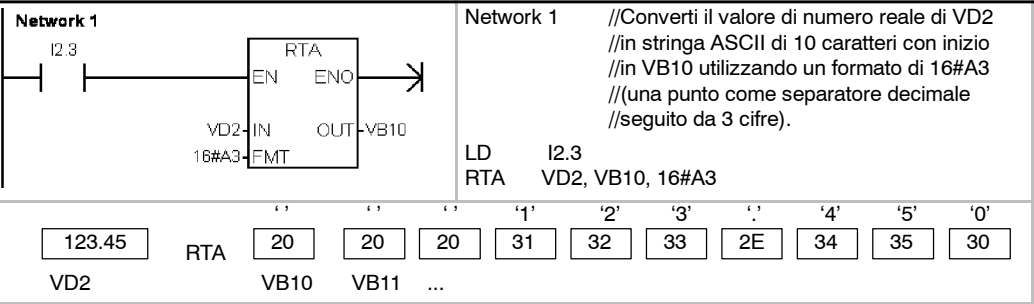 Network 1
I2.3
RTA
EN ENO
VD2 IN OUT VB10
16#A3 FMT
Network 1 //Converti il valore di numero reale di VD2
//in stringa ASCII di 10 caratteri con inizio
//in VB10 utilizzando un formato di 16#A3
//(una punto come separatore decimale
//seguito da 3 cifre).
LD I2.3
RTA VD2, VB10, 16#A3
‘ ’ ‘ ’ ‘ ’ ‘1’ ‘2’ ‘3’ ‘.’ ‘4’ ‘5’ ‘0’
123.45 RTA 20 20 20 31 32 33 2E 34 35 30
VD2 VB10 VB11 ...